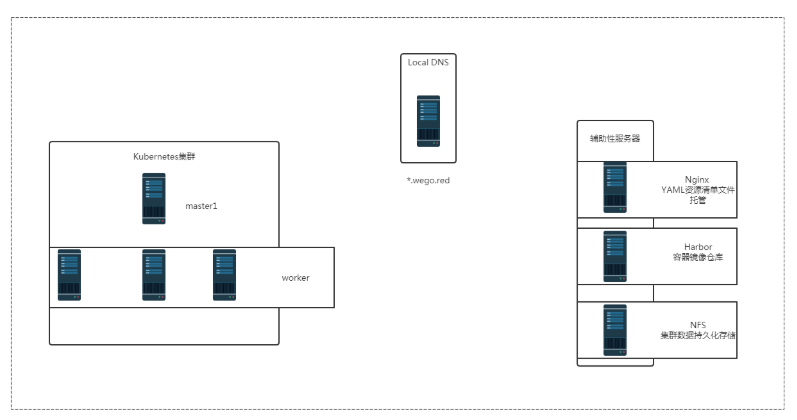 Local DNS
*.wego.red
Kubernetes集群
master1
worker
辅助性服务器
Nginx
YAML资源清单文件
托管
Harbor
容器镜像仓库
NFS
集群数据持久化存储